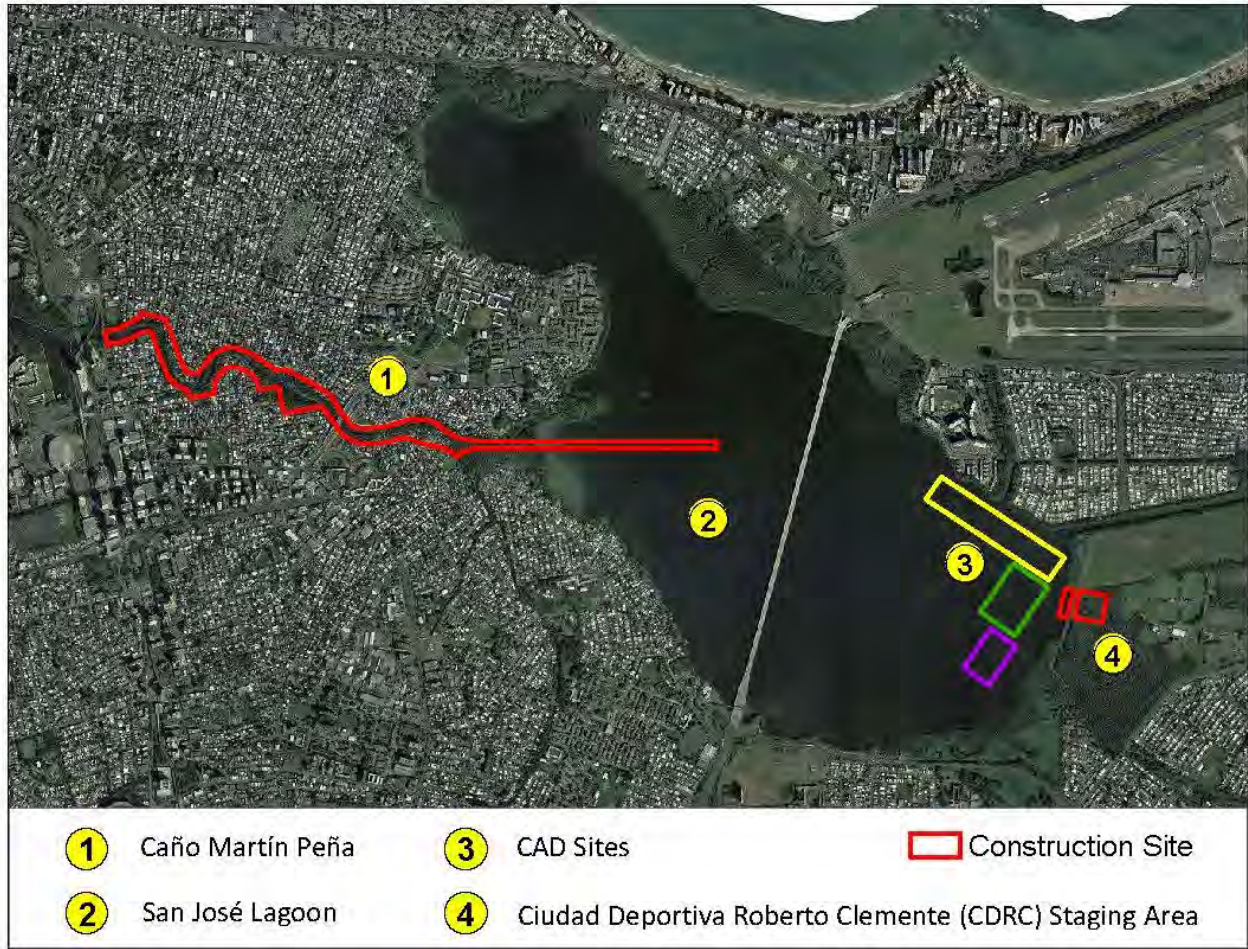 1
2
3
4
1 Caño Martín Peña 3 CAD Sites Construction Site
2 San José Lagoon 4 Ciudad Deportiva Roberto Clemente (CDRC) Staging Area